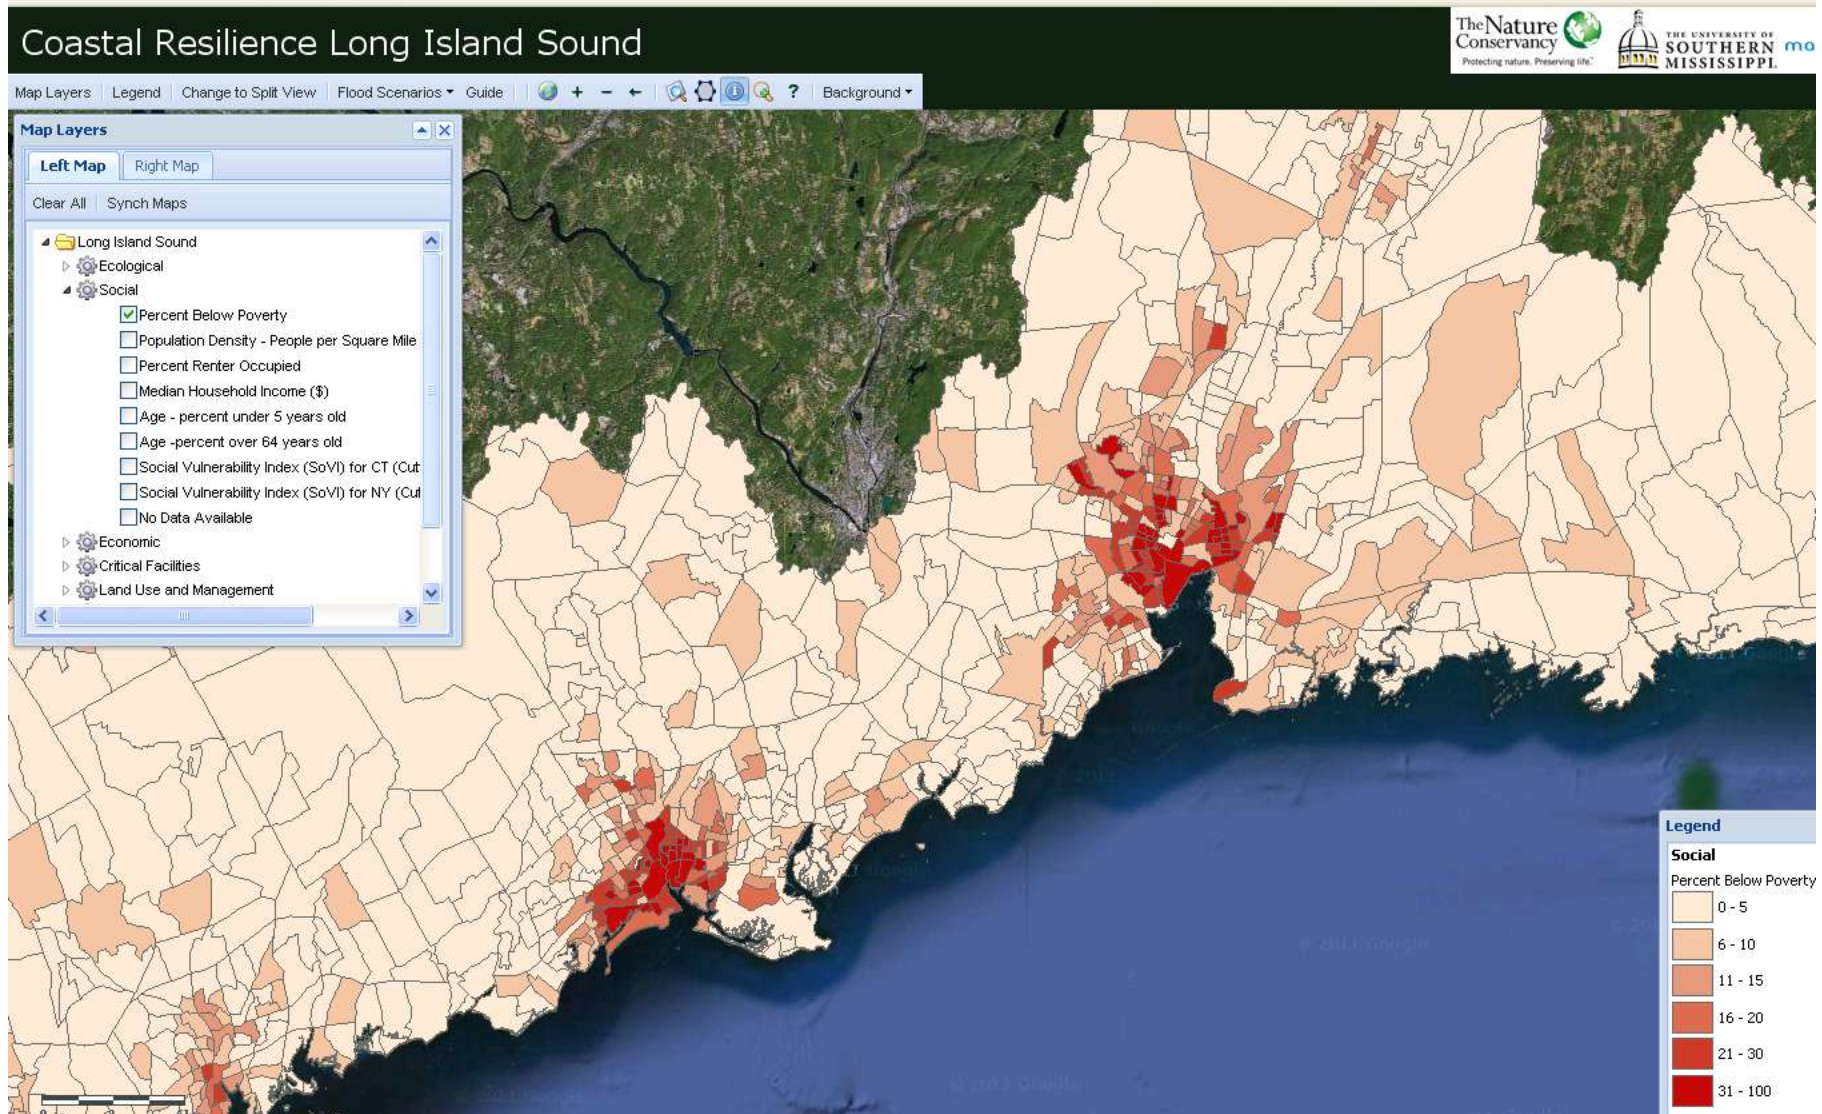 Coastal Resilience Long Island Sound
The Nature
Conservancy
Protecting nature. Preserving life.
THE UNIVERSITY OF
SOUTHERN
MISSISSIPPI
Map Layers Legend Change to Split View Flood Scenarios Guide + - ← ? Background
Map Layers
Left Map Right Map
Clear All Synch Maps
Long Island Sound
Ecological
Social
Percent Below Poverty
Population Density - People per Square Mile
Percent Renter Occupied
Median Household Income ($)
Age - percent under 5 years old
Age -percent over 64 years old
Social Vulnerability Index (SoVI) for CT (Cut
Social Vulnerability Index (SoVI) for NY (Cut
No Data Available
Economic
Critical Facilities
Land Use and Management
© 2011 Google
Legend
Social
Percent Below Poverty
0 - 5
6 - 10
11 - 15
16 - 20
21 - 30
31 - 100